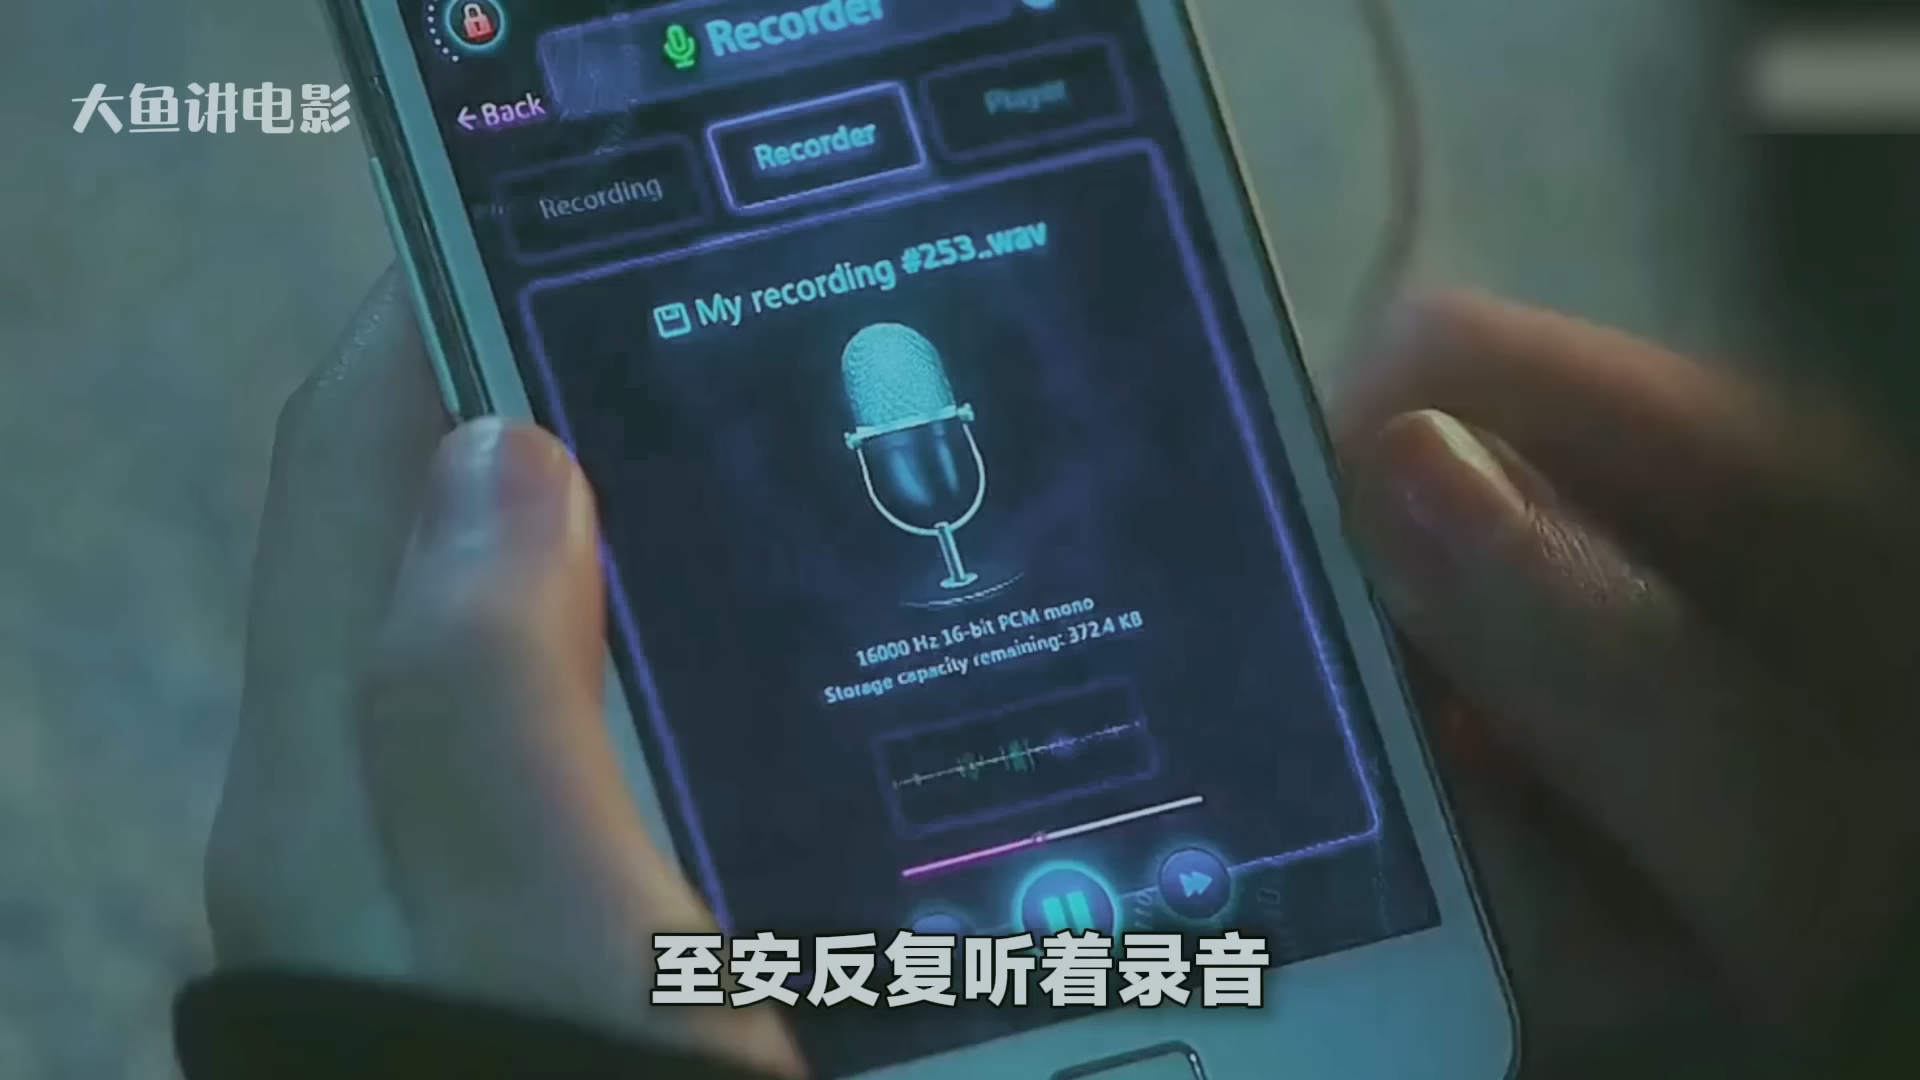 Recorder
大鱼讲电影
←Back
Recording
Recorder
Player
My recording #253..wav
16000 Hz 16-bit PCM mono
Storage capacity remaining: 372.4 KB
至安反复听着录音